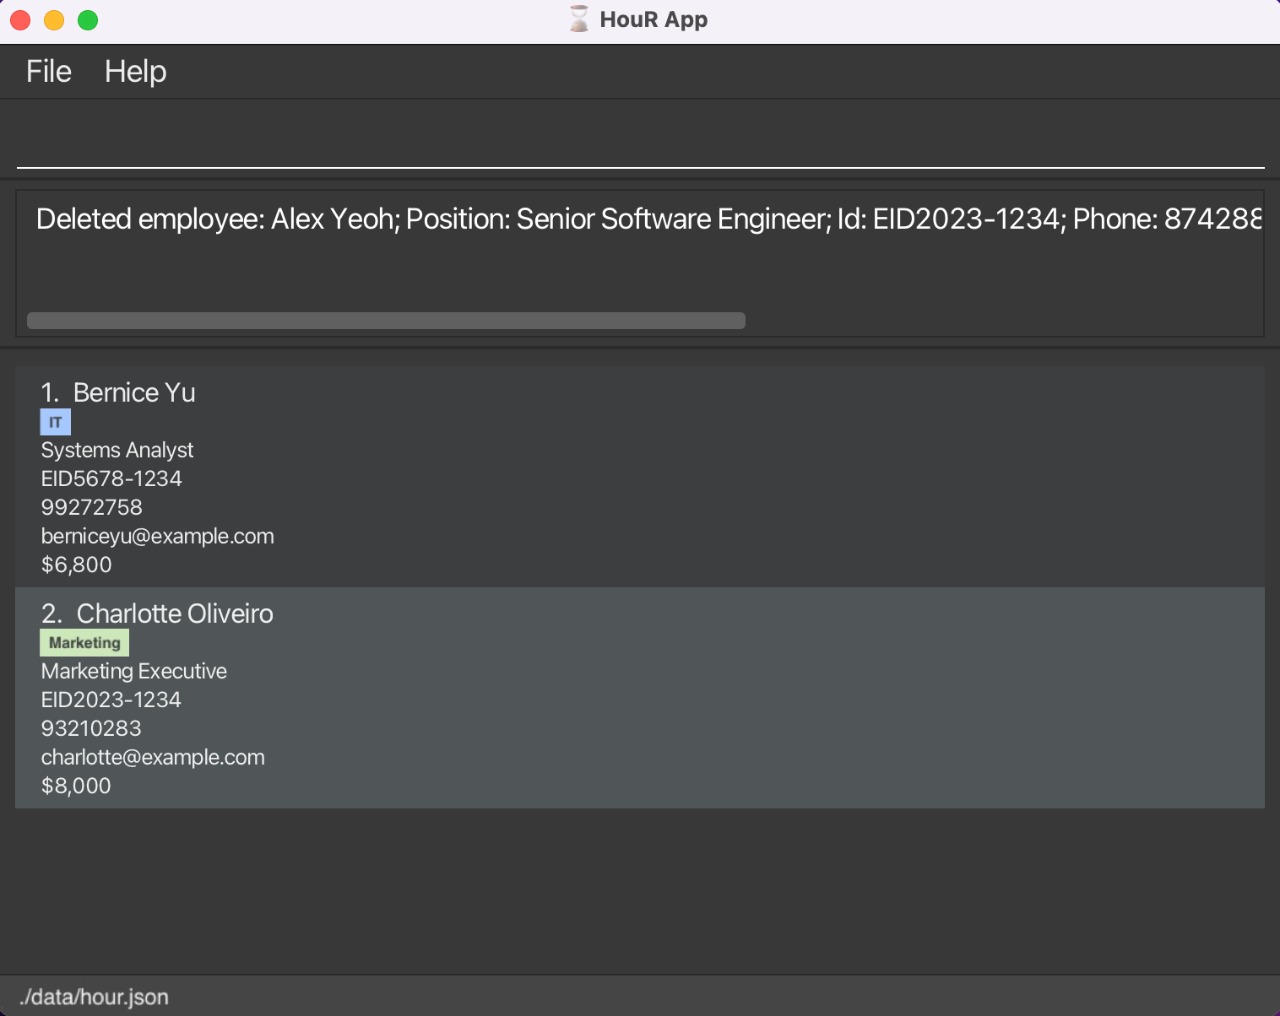 HouR App
File Help
Deleted employee: Alex Yeoh; Position: Senior Software Engineer; Id: EID2023-1234; Phone: 874288
1. Bernice Yu
IT
Systems Analyst
EID5678-1234
99272758
berniceyu@example.com
$6,800
2. Charlotte Oliveiro
Marketing
Marketing Executive
EID2023-1234
93210283
charlotte@example.com
$8,000
./data/hour.json